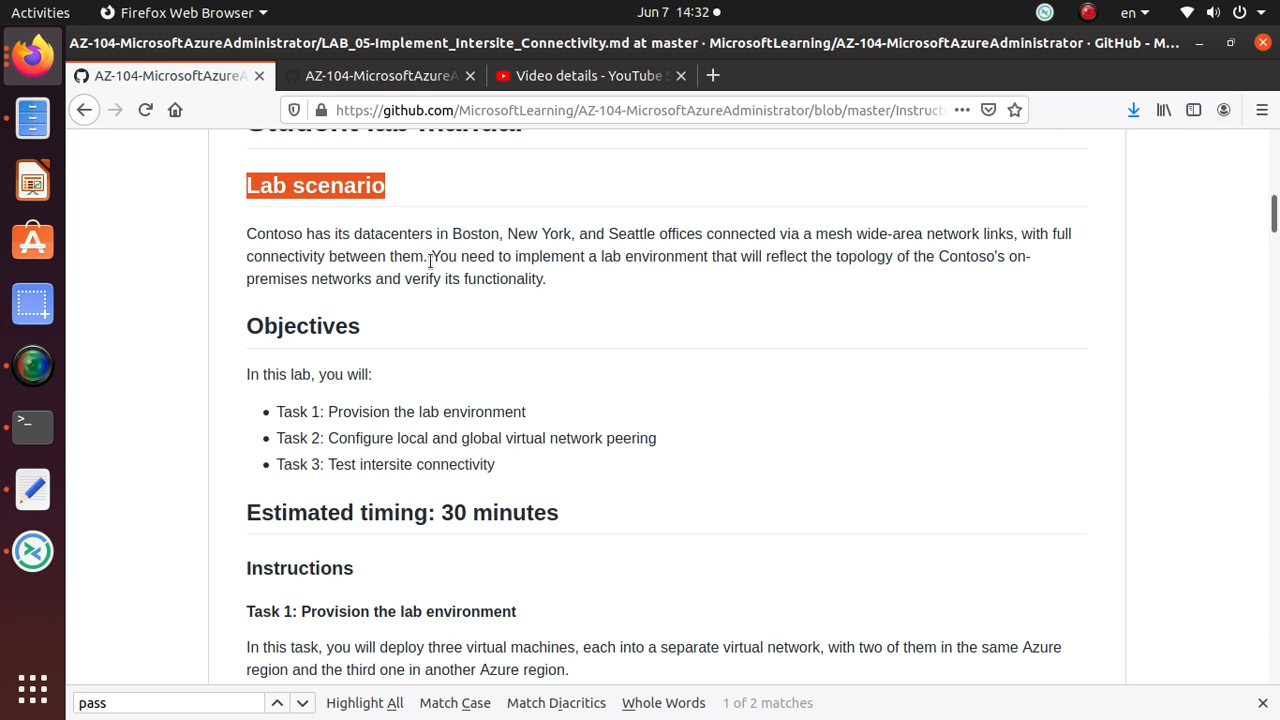 Activities
Firefox Web Browser
Jun 7 14:32
en
AZ-104-MicrosoftAzureAdministrator/LAB_05-Implement_Intersite_Connectivity.md at master · MicrosoftLearning/AZ-104-MicrosoftAzureAdministrator · GitHub - M...
AZ-104-MicrosoftAzureA
AZ-104-MicrosoftAzureA
Video details - YouTube S
https://github.com/MicrosoftLearning/AZ-104-MicrosoftAzureAdministrator/blob/master/Instructi
Student lab manual
Lab scenario
Contoso has its datacenters in Boston, New York, and Seattle offices connected via a mesh wide-area network links, with full
connectivity between them. You need to implement a lab environment that will reflect the topology of the Contoso's on-
premises networks and verify its functionality.
Objectives
In this lab, you will:
Task 1: Provision the lab environment
Task 2: Configure local and global virtual network peering
Task 3: Test intersite connectivity
Estimated timing: 30 minutes
Instructions
Task 1: Provision the lab environment
In this task, you will deploy three virtual machines, each into a separate virtual network, with two of them in the same Azure
region and the third one in another Azure region.
pass
Highlight All
Match Case
Match Diacritics
Whole Words
1 of 2 matches